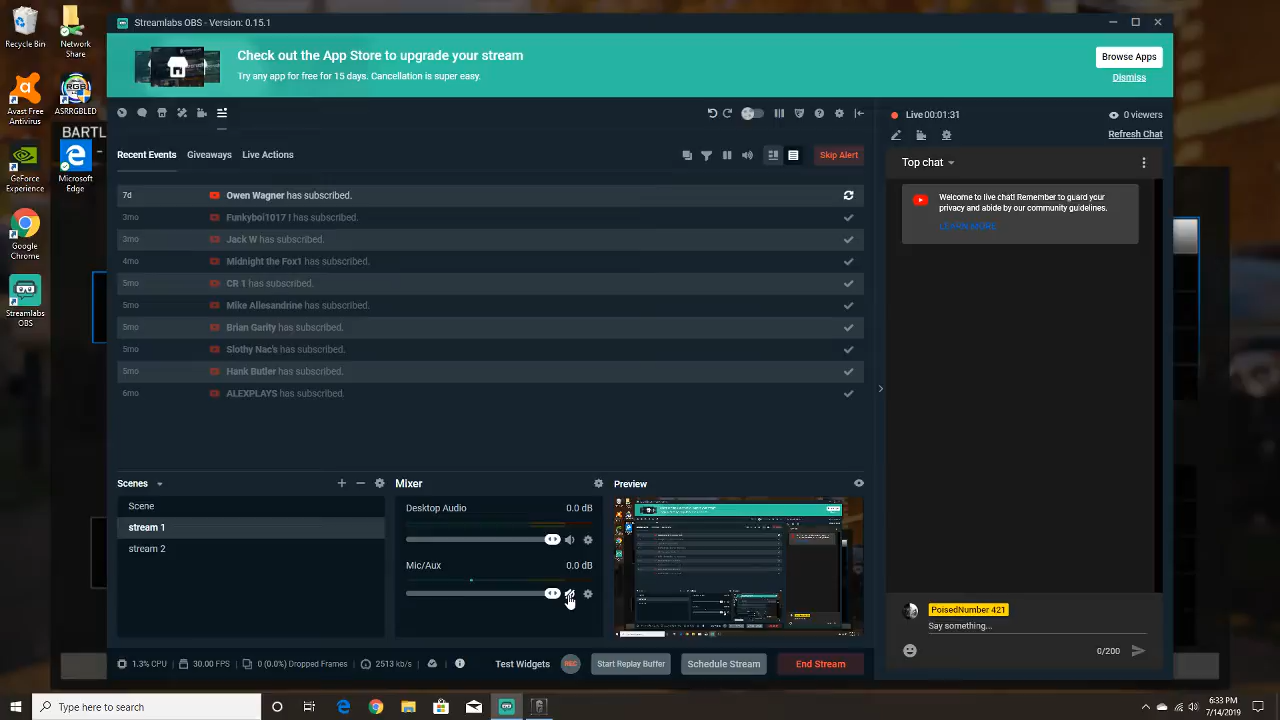 Streamlabs OBS - Version: 0.15.1
Check out the App Store to upgrade your stream
Try any app for free for 15 days. Cancellation is super easy.
Browse Apps
Dismiss
Recycle Bin
Network Share
Avast Free Antivirus
ASRRGBLED
BARTL
GeForce Experience
Microsoft Edge
Google Chrome
Streamlabs OBS
Live 00:01:31
0 viewers
Refresh Chat
Recent Events
Giveaways
Live Actions
Skip Alert
Top chat
7d Owen Wagner has subscribed.
3mo Funkyboi1017 ! has subscribed.
3mo Jack W has subscribed.
4mo Midnight the Fox1 has subscribed.
5mo CR 1 has subscribed.
5mo Mike Aliesandrine has subscribed.
5mo Brian Garity has subscribed.
5mo Slothy Nac's has subscribed.
5mo Hank Butler has subscribed.
6mo ALEXPLAYS has subscribed.
Welcome to live chat! Remember to guard your
privacy and abide by our community guidelines.
LEARN MORE
Scenes
Scene
stream 1
stream 2
Mixer
Desktop Audio 0.0 dB
Mic/Aux 0.0 dB
Preview
PoisedNumber 421
Say something...
0/200
1.3% CPU
30.00 FPS
0 (0.0%) Dropped Frames
2513 kb/s
Test Widgets
REC
Start Replay Buffer
Schedule Stream
End Stream
Type here to search
6:33 PM
7/14/2019